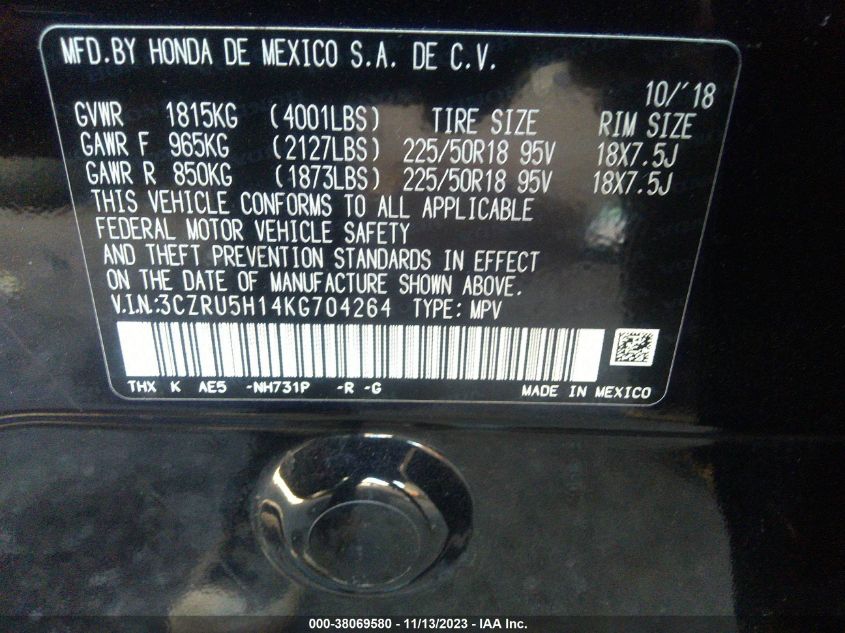 MFD.BY HONDA DE MEXICO S.A. DE C.V.
10/'18
GVWR 1815KG (4001LBS) TIRE SIZE RIM SIZE
GAWR F 965KG (2127LBS) 225/50R18 95V 18X7.5J
GAWR R 850KG (1873LBS) 225/50R18 95V 18X7.5J
THIS VEHICLE CONFORMS TO ALL APPLICABLE
FEDERAL MOTOR VEHICLE SAFETY
AND THEFT PREVENTION STANDARDS IN EFFECT
ON THE DATE OF MANUFACTURE SHOWN ABOVE.
V.I.N.:3CZRU5H14KG704264 TYPE: MPV
THX K AE5 -NH731P -R -G MADE IN MEXICO
000-38069580 - 11/13/2023 - IAA Inc.